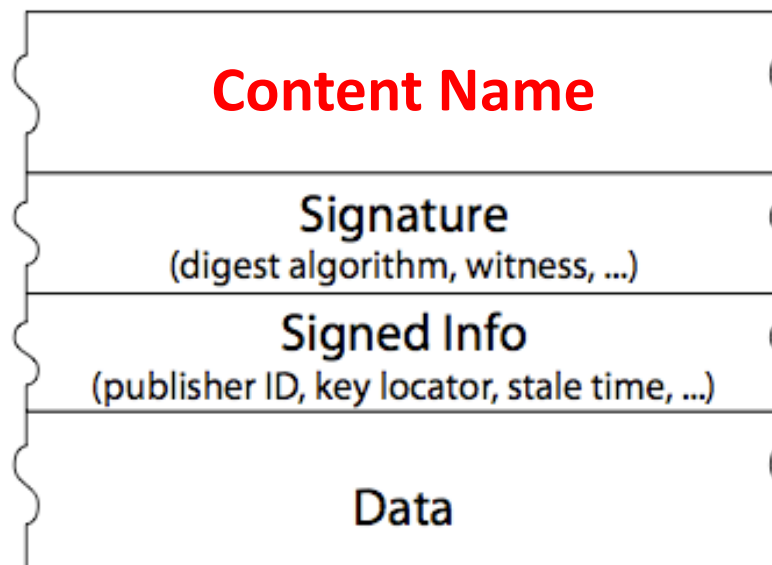 Content Name
Signature
(digest algorithm, witness, ...)
Signed Info
(publisher ID, key locator, stale time, ...)
Data